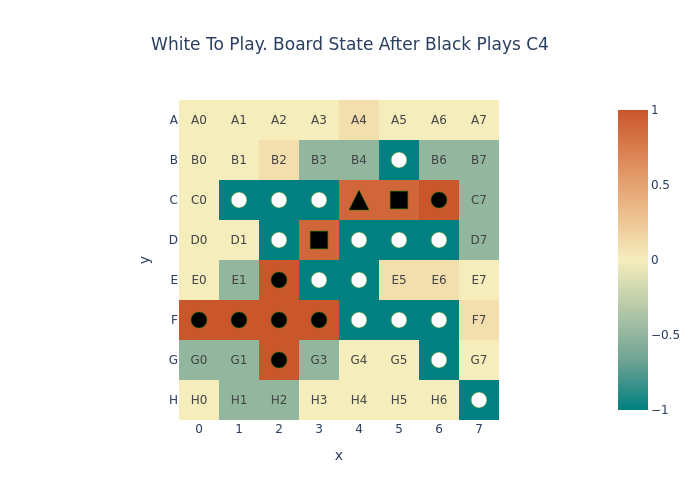 White To Play. Board State After Black Plays C4
A A0 A1 A2 A3 A4 A5 A6 A7
B B0 B1 B2 B3 B4 B6 B7
C C0 C7
D D0 D1 D7
E E0 E1 E5 E6 E7
F F7
G G0 G1 G3 G4 G5 G7
H H0 H1 H2 H3 H4 H5 H6
0 1 2 3 4 5 6 7
x
y
1
0.5
0
−0.5
−1